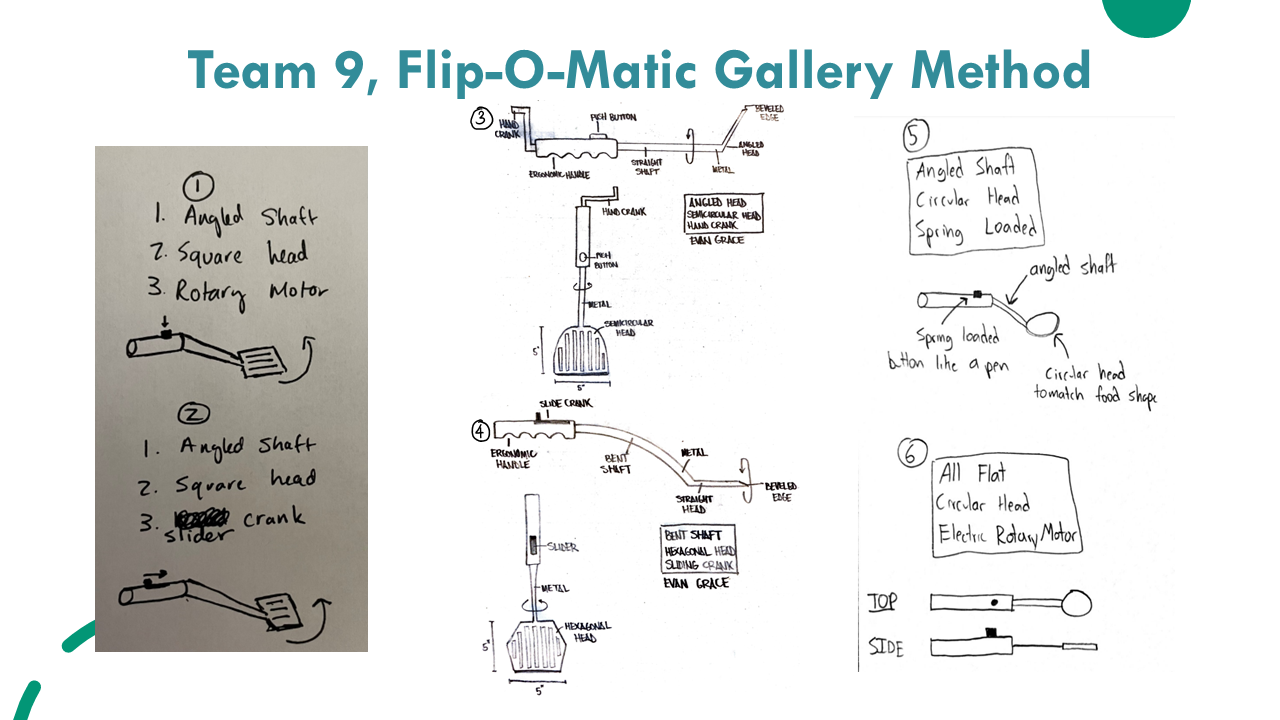 Team 9, Flip-O-Matic Gallery Method
1
1. Angled Shaft
2. Square head
3. Rotary Motor
2
1. Angled Shaft
2. Square head
3. crank
slider
3
HAND
CRANK
PUSH BUTTON
BEVELED
EDGE
ERGONOMIC HANDLE
STRAIGHT
SHAFT
METAL
ANGLED
HEAD
HAND CRANK
PUSH
BUTTON
METAL
SEMICIRCULAR
HEAD
5"
5"
ANGLED HEAD
SEMICIRCULAR HEAD
HAND CRANK
EVAN GRACE
4
SLIDE CRANK
ERGONOMIC
HANDLE
BENT
SHAFT
METAL
STRAIGHT
HEAD
BEVELED
EDGE
SLIDER
METAL
HEXAGONAL
HEAD
5"
5"
BENT SHAFT
HEXAGONAL HEAD
SLIDING CRANK
EVAN GRACE
5
Angled Shaft
Circular Head
Spring Loaded
angled shaft
Spring loaded
button like a pen
Circular head
to match food shape
6
All Flat
Circular Head
Electric Rotary Motor
TOP
SIDE